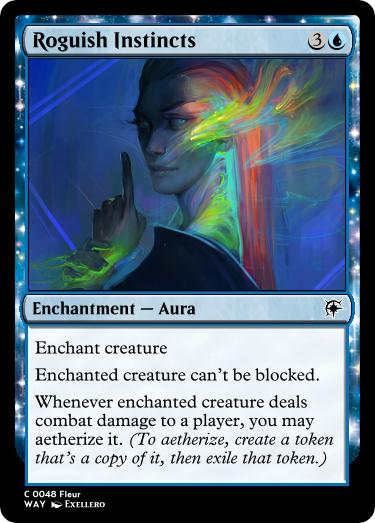 Roguish Instincts 3
Enchantment — Aura
Enchant creature
Enchanted creature can't be blocked.
Whenever enchanted creature deals
combat damage to a player, you may
aetherize it. (To aetherize, create a token
that's a copy of it, then exile that token.)
C 0048 Fleur
WAY Exellero